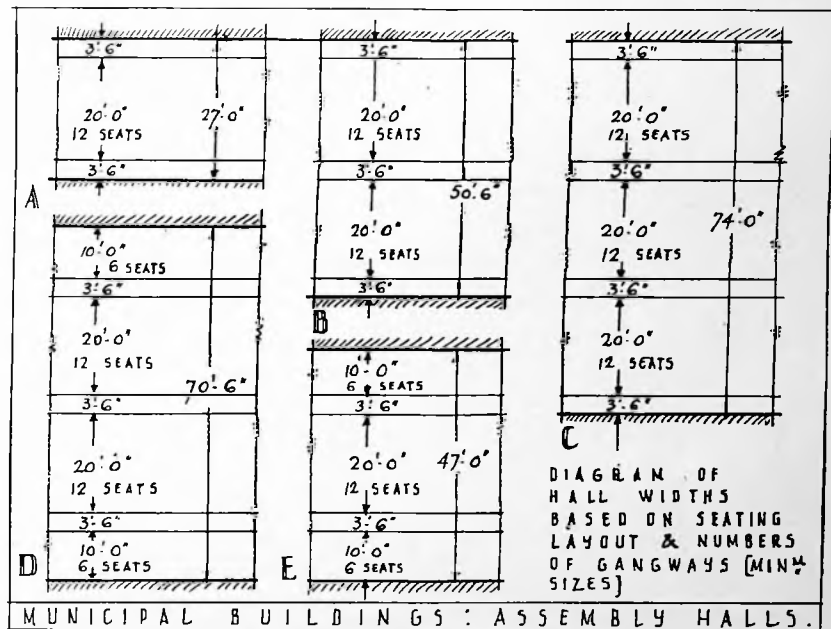 3'-6"
20'-0"
12 SEATS
27'-0"
3'-6"
A
3'-6"
20'-0"
12 SEATS
3'-6"
50'-6"
20'-0"
12 SEATS
3'-6"
B
3'-6"
20'-0"
12 SEATS
3'-6"
74'-0"
20'-0"
12 SEATS
3'-6"
20'-0"
12 SEATS
3'-6"
C
10'-0"
6 SEATS
3'-6"
20'-0"
12 SEATS
70'-6"
3'-6"
20'-0"
12 SEATS
3'-6"
10'-0"
6 SEATS
D
10'-0"
6 SEATS
3'-6"
20'-0"
12 SEATS
47'-0"
3'-6"
10'-0"
6 SEATS
E
DIAGRAM OF
HALL WIDTHS
BASED ON SEATING
LAYOUT & NUMBERS
OF GANGWAYS [MINM
SIZES]
MUNICIPAL BUILDINGS: ASSEMBLY HALLS.